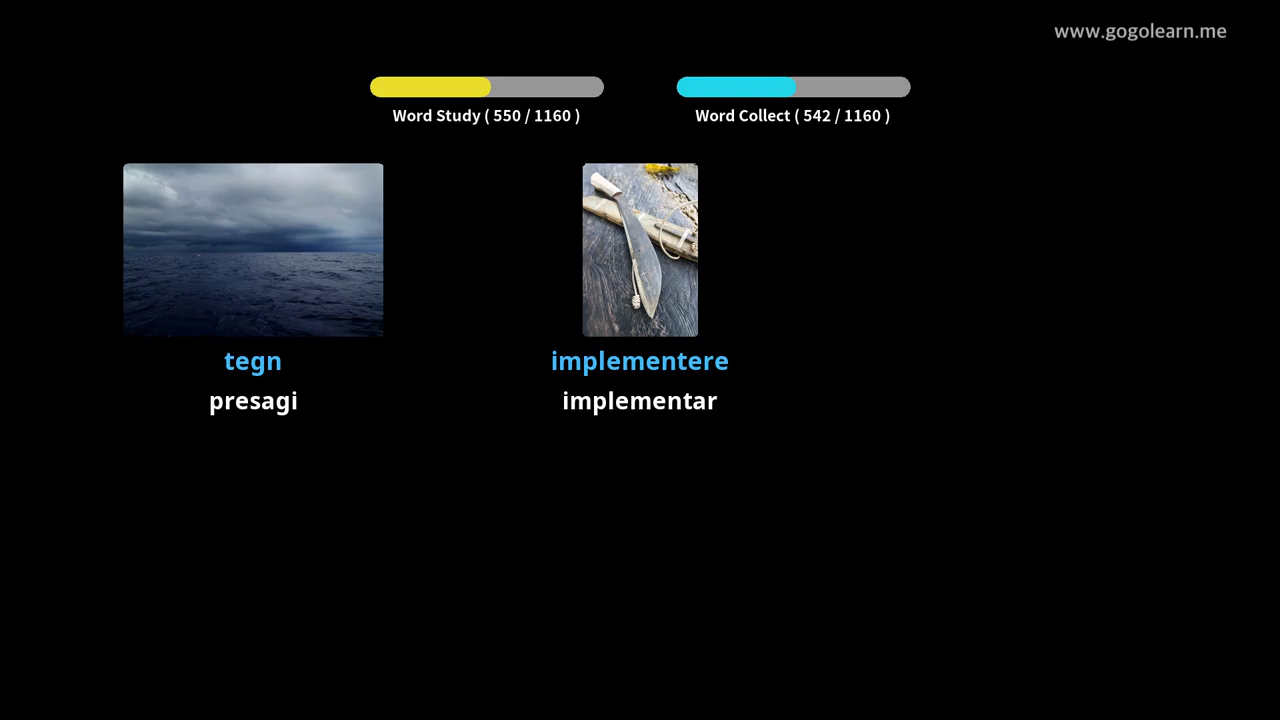 www.gogolearn.me
Word Study ( 550 / 1160 )
Word Collect ( 542 / 1160 )
tegn
presagi
implementere
implementar